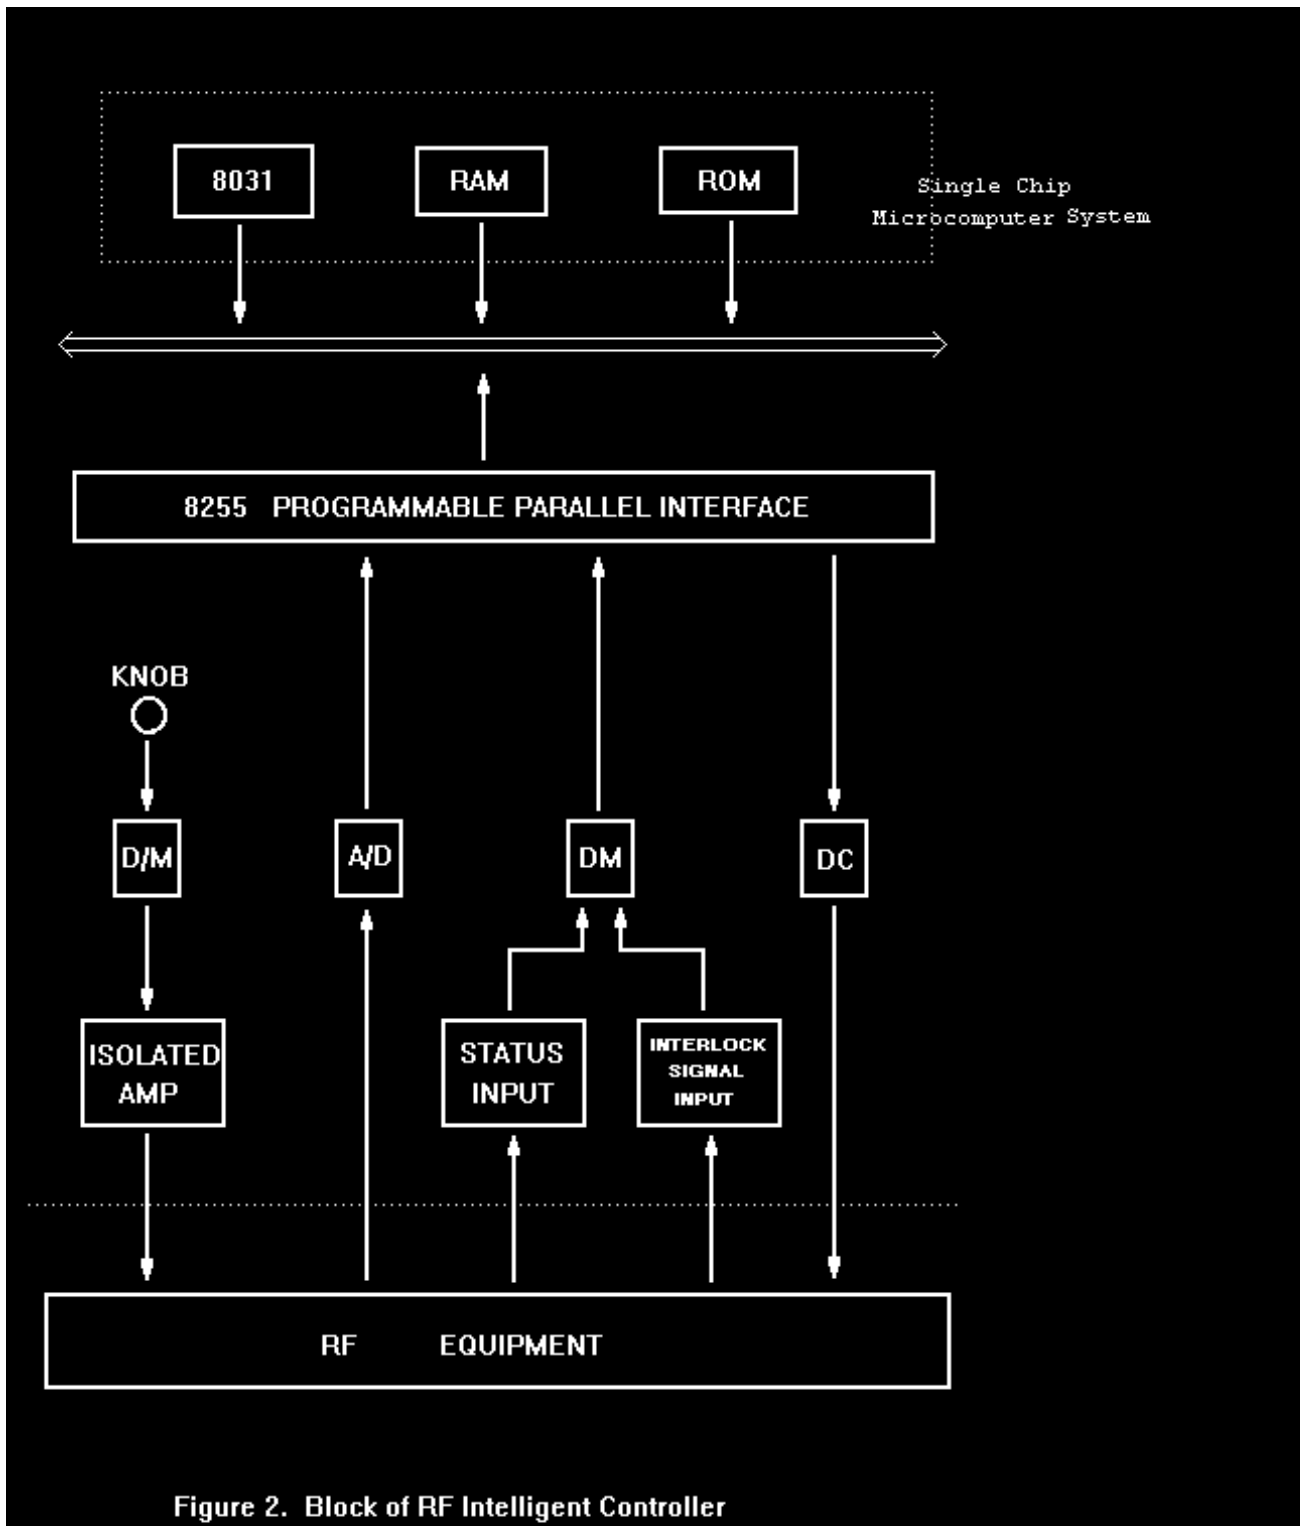 8031
RAM
ROM
Single Chip
Microcomputer System
8255 PROGRAMMABLE PARALLEL INTERFACE
KNOB
D/M
A/D
DM
DC
ISOLATED
AMP
STATUS
INPUT
INTERLOCK
SIGNAL
INPUT
RF EQUIPMENT
Figure 2. Block of RF Intelligent Controller